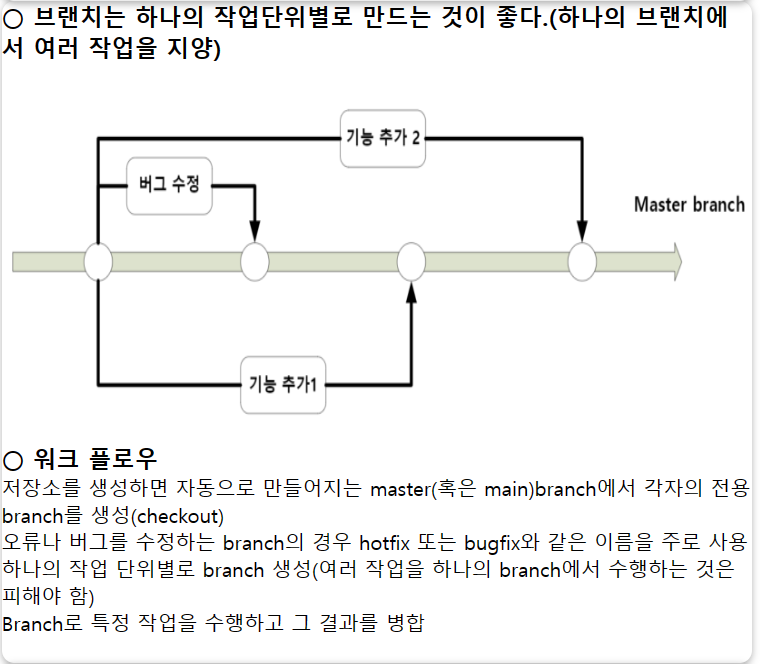 ○ 브랜치는 하나의 작업단위별로 만드는 것이 좋다.(하나의 브랜치에
서 여러 작업을 지양)
기능 추가 2
버그 수정
Master branch
기능 추가1
○ 워크 플로우
저장소를 생성하면 자동으로 만들어지는 master(혹은 main)branch에서 각자의 전용
branch를 생성(checkout)
오류나 버그를 수정하는 branch의 경우 hotfix 또는 bugfix와 같은 이름을 주로 사용
하나의 작업 단위별로 branch 생성(여러 작업을 하나의 branch에서 수행하는 것은
피해야 함)
Branch로 특정 작업을 수행하고 그 결과를 병합